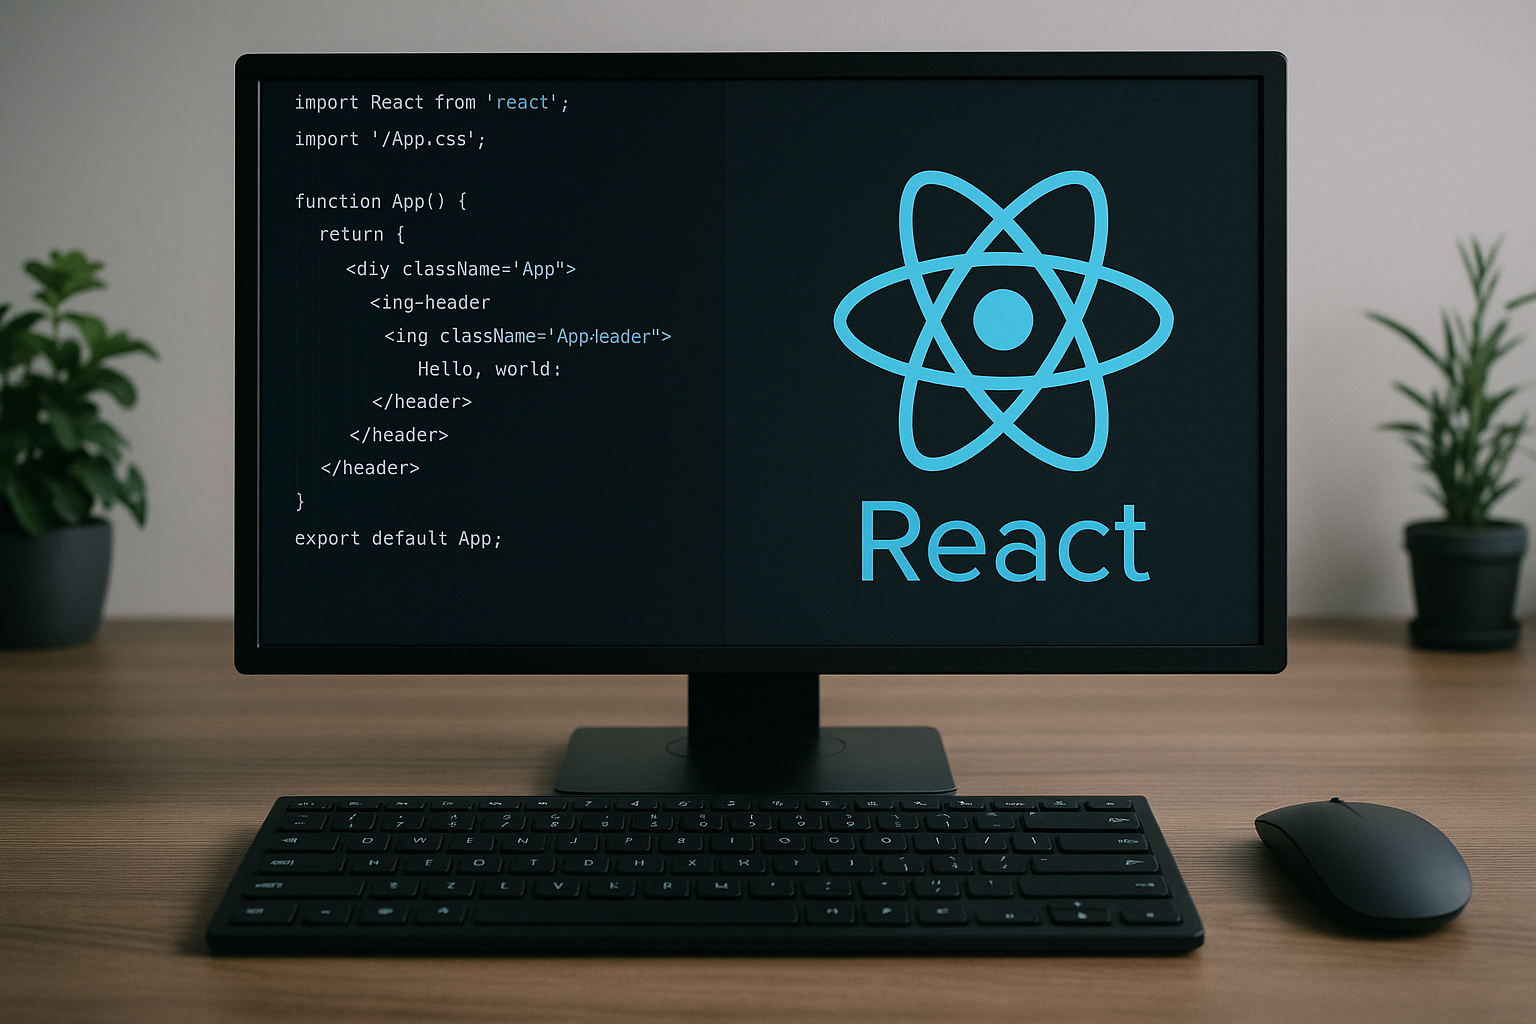 import React from 'react';
import '/App.css';
function App() {
return {
<diy className='App">
<ing-header
<ing className='App-leader">
Hello, world:
</header>
</header>
</header>
}
export default App;
React